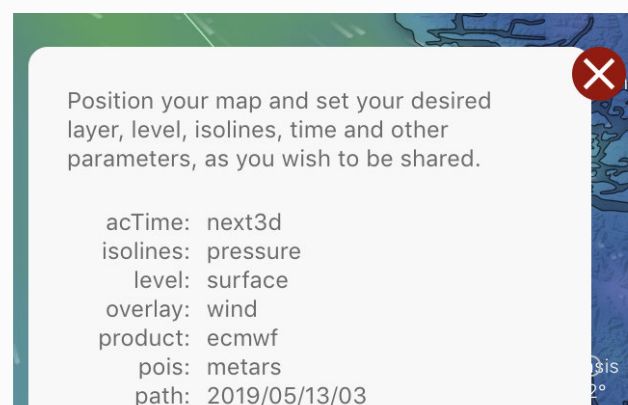 Position your map and set your desired
layer, level, isolines, time and other
parameters, as you wish to be shared.
acTime: next3d
isolines: pressure
level: surface
overlay: wind
product: ecmwf
pois: metars
path: 2019/05/13/03